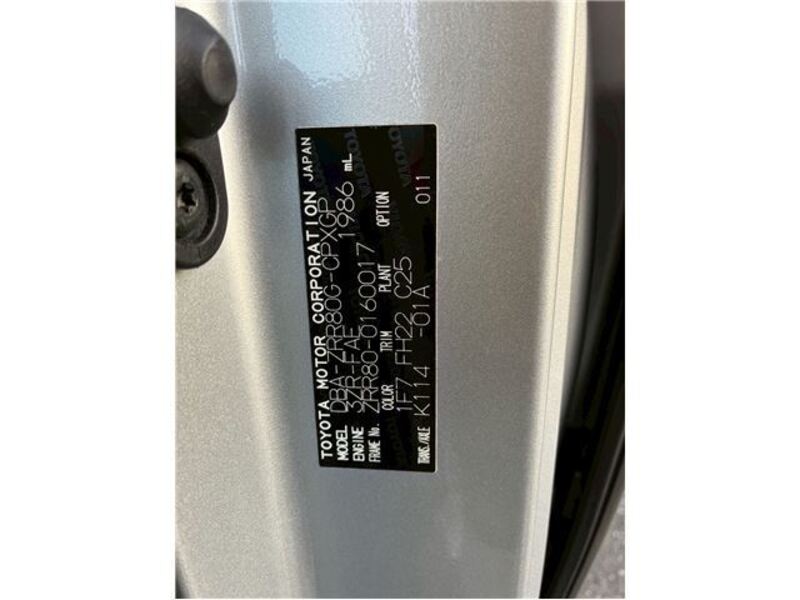 TOYOTA MOTOR CORPORATION JAPAN
MODEL DBA-ZRR80G-CPXGP
ENGINE 3ZR-FAE 1986 mL
FRAME No. ZRR80-0160017
COLOR TRIM PLANT OPTION
1F7 FH22 C25
TRANS/AXLE K114 -01A 011